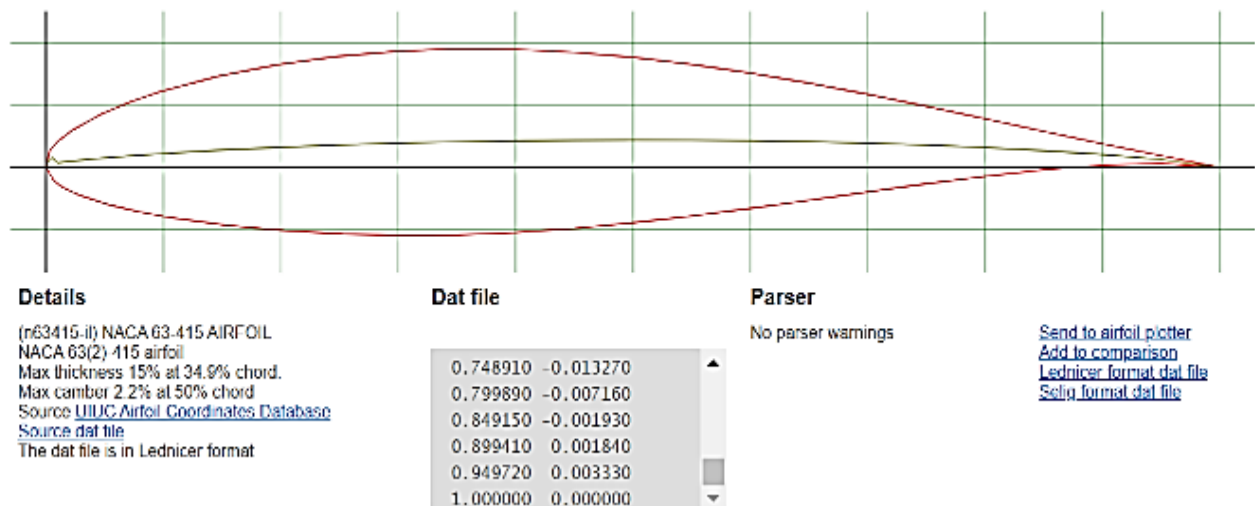 Details
(n63415-il) NACA 63-415 AIRFOIL
NACA 63(2)-415 airfoil
Max thickness 15% at 34.9% chord.
Max camber 2.2% at 50% chord
Source UIUC Airfoil Coordinates Database
Source dat file
The dat file is in Lednicer format
Dat file
0.748910 -0.013270
0.799890 -0.007160
0.849150 -0.001930
0.899410 0.001840
0.949720 0.003330
1.000000 0.000000
Parser
No parser warnings
Send to airfoil plotter
Add to comparison
Lednicer format dat file
Selig format dat file